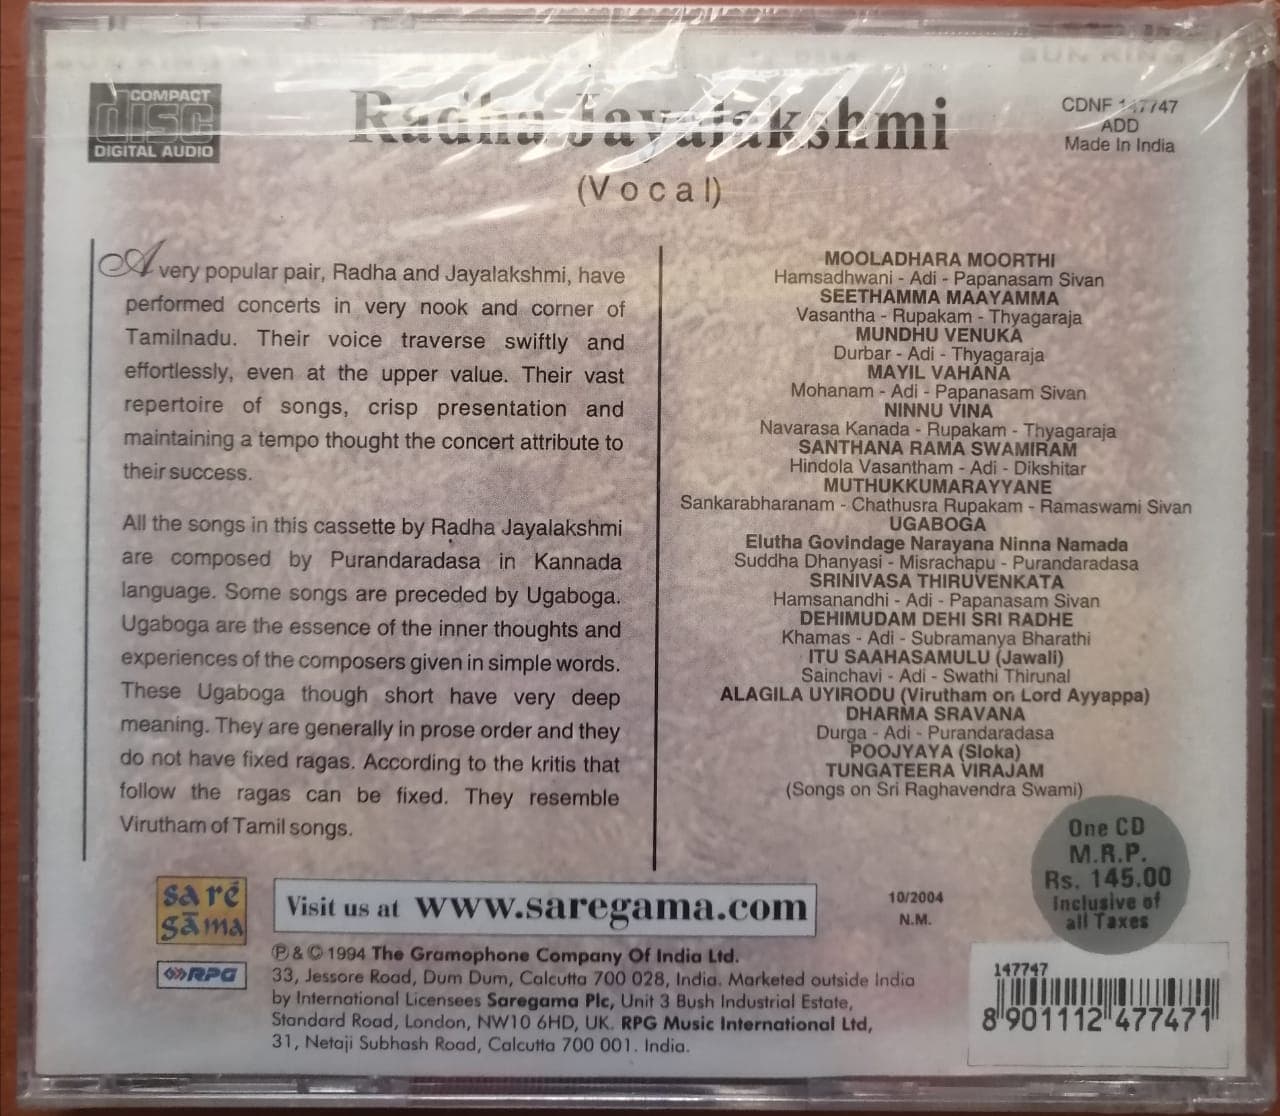 COMPACT
disc
DIGITAL AUDIO
Radha Jayalakshmi
(Vocal)
CDNF 147747
ADD
Made In India
A very popular pair, Radha and Jayalakshmi, have
performed concerts in very nook and corner of
Tamilnadu. Their voice traverse swiftly and
effortlessly, even at the upper value. Their vast
repertoire of songs, crisp presentation and
maintaining a tempo thought the concert attribute to
their success.
All the songs in this cassette by Radha Jayalakshmi
are composed by Purandaradasa in Kannada
language. Some songs are preceded by Ugaboga.
Ugaboga are the essence of the inner thoughts and
experiences of the composers given in simple words.
These Ugaboga though short have very deep
meaning. They are generally in prose order and they
do not have fixed ragas. According to the kritis that
follow the ragas can be fixed. They resemble
Virutham of Tamil songs.
MOOLADHARA MOORTHI
Hamsadhwani - Adi - Papanasam Sivan
SEETHAMMA MAAYAMMA
Vasantha - Rupakam - Thyagaraja
MUNDHU VENUKA
Durbar - Adi - Thyagaraja
MAYIL VAHANA
Mohanam - Adi - Papanasam Sivan
NINNU VINA
Navarasa Kanada - Rupakam - Thyagaraja
SANTHANA RAMA SWAMIRAM
Hindola Vasantham - Adi - Dikshitar
MUTHUKKUMARAYYANE
Sankarabharanam - Chathusra Rupakam - Ramaswami Sivan
UGABOGA
Elutha Govindage Narayana Ninna Namada
Suddha Dhanyasi - Misrachapu - Purandaradasa
SRINIVASA THIRUVENKATA
Hamsanandhi - Adi - Papanasam Sivan
DEHIMUDAM DEHI SRI RADHE
Khamas - Adi - Subramanya Bharathi
ITU SAAHASAMULU (Jawali)
Sainchavi - Adi - Swathi Thirunal
ALAGILA UYIRODU (Virutham on Lord Ayyappa)
DHARMA SRAVANA
Durga - Adi - Purandaradasa
POOJYAYA (Sloka)
TUNGATEERA VIRAJAM
(Songs on Sri Raghavendra Swami)
One CD
M.R.P.
Rs. 145.00
Inclusive of
all Taxes
sa ré
gāma
RPG
Visit us at www.saregama.com
10/2004
N.M.
℗ & © 1994 The Gramophone Company Of India Ltd.
33, Jessore Road, Dum Dum, Calcutta 700 028, India. Marketed outside India
by International Licensees Saregama Plc, Unit 3 Bush Industrial Estate,
Standard Road, London, NW10 6HD, UK. RPG Music International Ltd,
31, Netaji Subhash Road, Calcutta 700 001. India.
147747
8 901112 477471